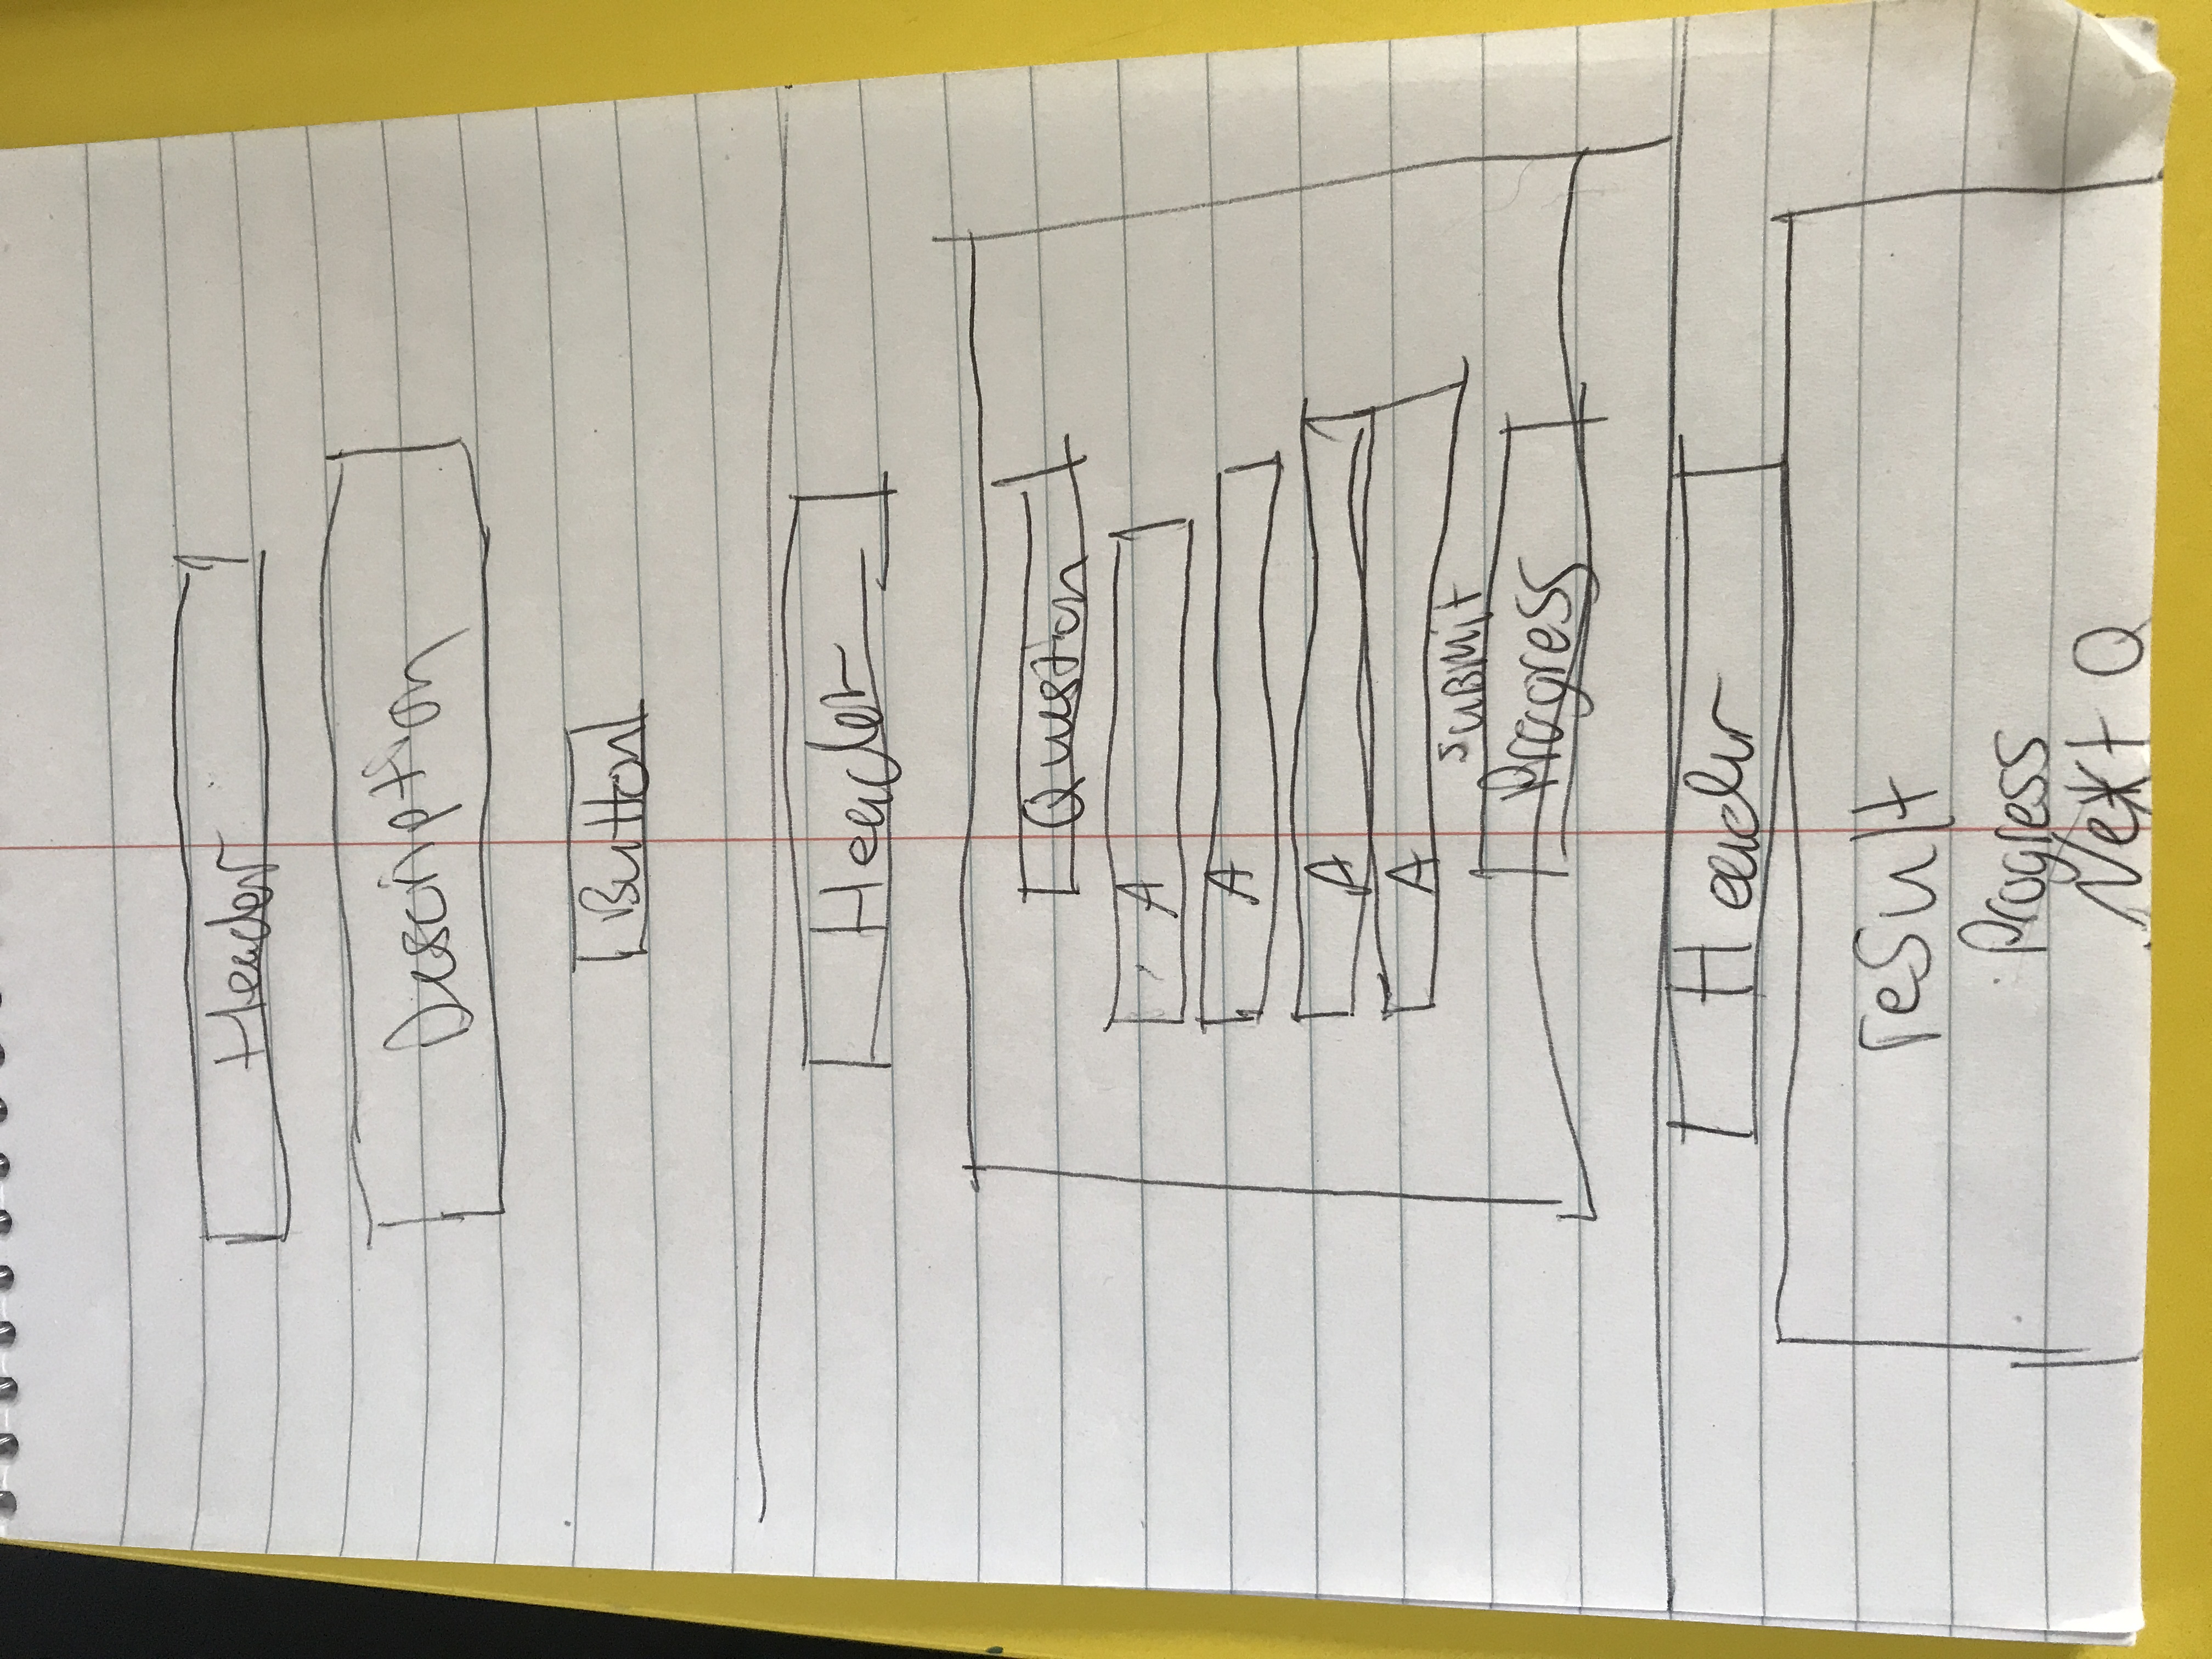 Header
Description
Button
Header
Question
A
A
A
A
SUBMit
Progress
Header
result
Progress
Next Q